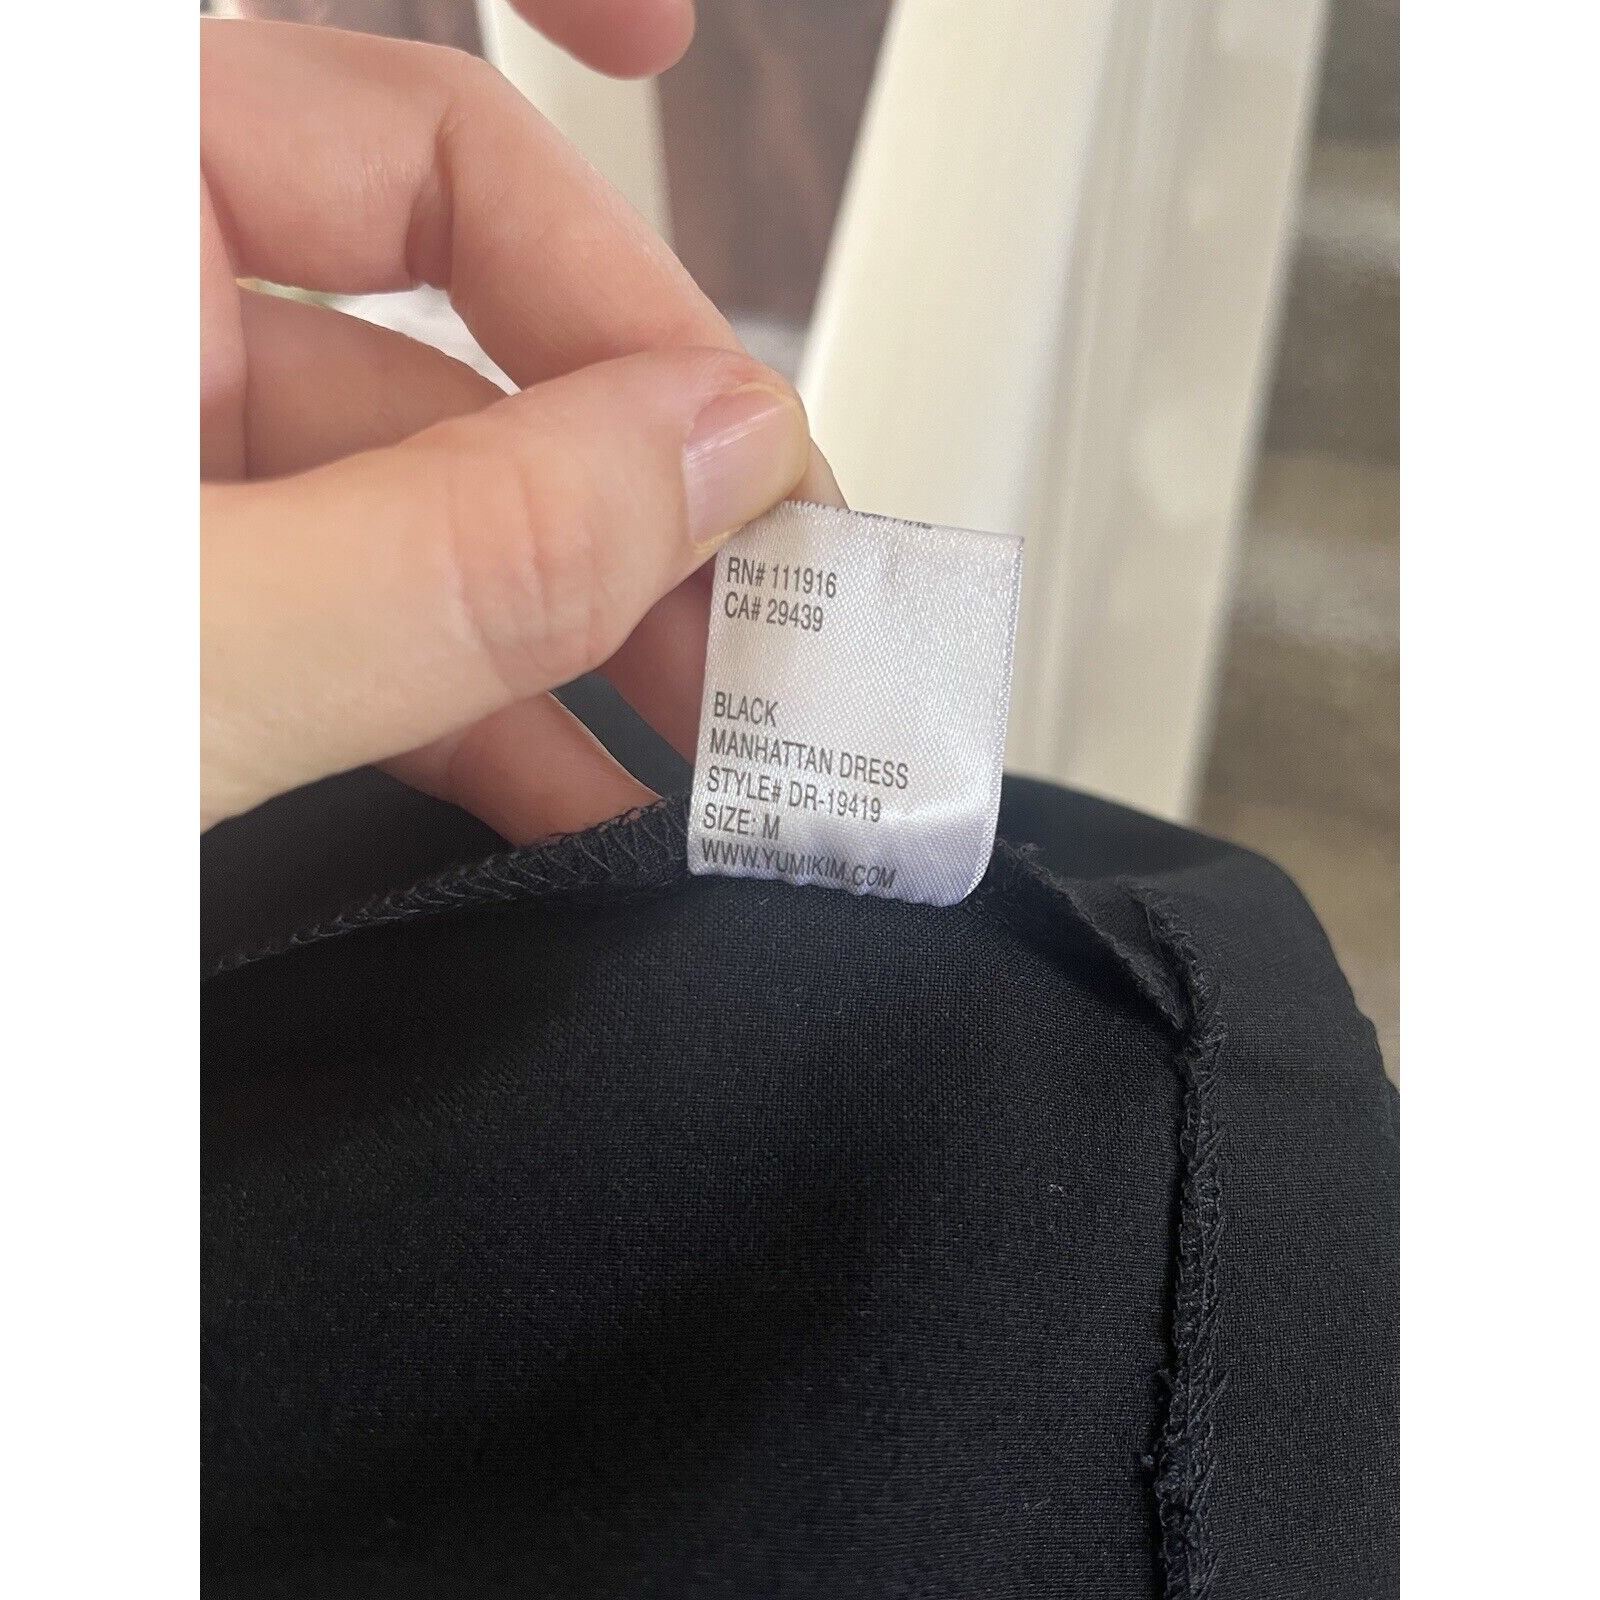 RN# 111916
CA# 29439
BLACK
MANHATTAN DRESS
STYLE# DR-19419
SIZE: M
WWW.YUMIKIM.COM